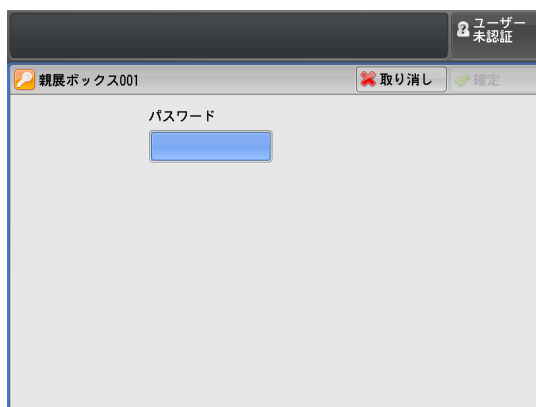 ユーザー
未認証
親展ボックス001
取り消し
確定
パスワード